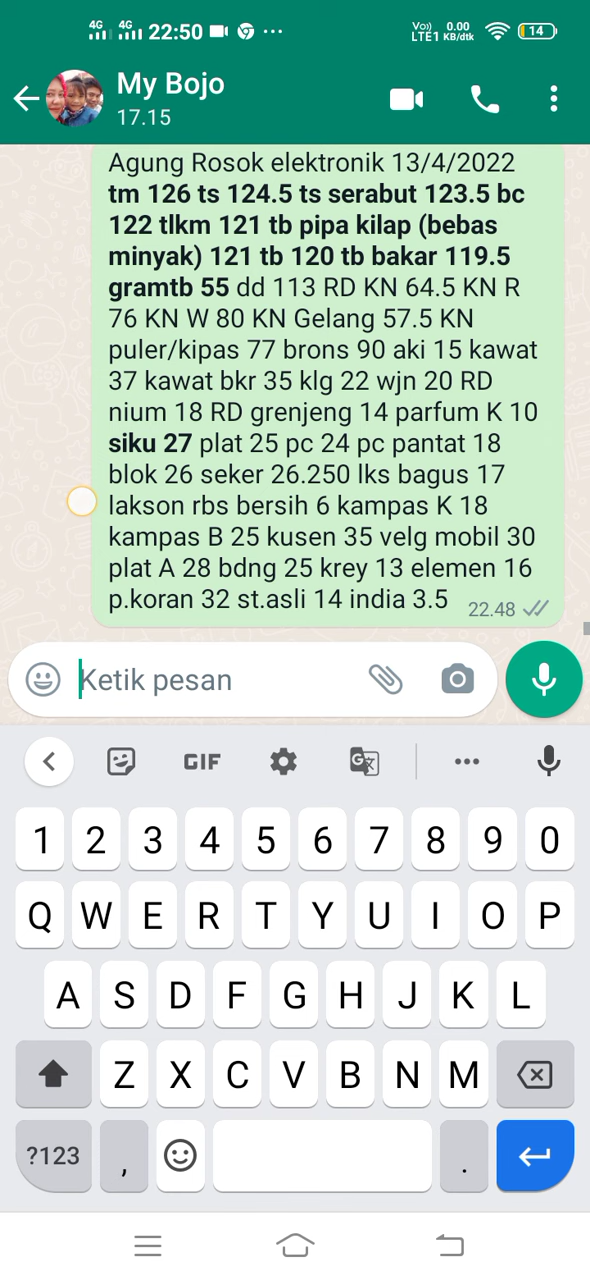 4G 4G 22:50 ... Vo)) LTE1 0.00 KB/dtk 14
My Bojo
17.15
Agung Rosok elektronik 13/4/2022
tm 126 ts 124.5 ts serabut 123.5 bc
122 tlkm 121 tb pipa kilap (bebas
minyak) 121 tb 120 tb bakar 119.5
gramtb 55 dd 113 RD KN 64.5 KN R
76 KN W 80 KN Gelang 57.5 KN
puler/kipas 77 brons 90 aki 15 kawat
37 kawat bkr 35 klg 22 wjn 20 RD
nium 18 RD grenjeng 14 parfum K 10
siku 27 plat 25 pc 24 pc pantat 18
blok 26 seker 26.250 lks bagus 17
lakson rbs bersih 6 kampas K 18
kampas B 25 kusen 35 velg mobil 30
plat A 28 bdng 25 krey 13 elemen 16
p.koran 32 st.asli 14 india 3.5 22.48
Ketik pesan
GIF G文
1 2 3 4 5 6 7 8 9 0
Q W E R T Y U I O P
A S D F G H J K L
Z X C V B N M
?123 , .